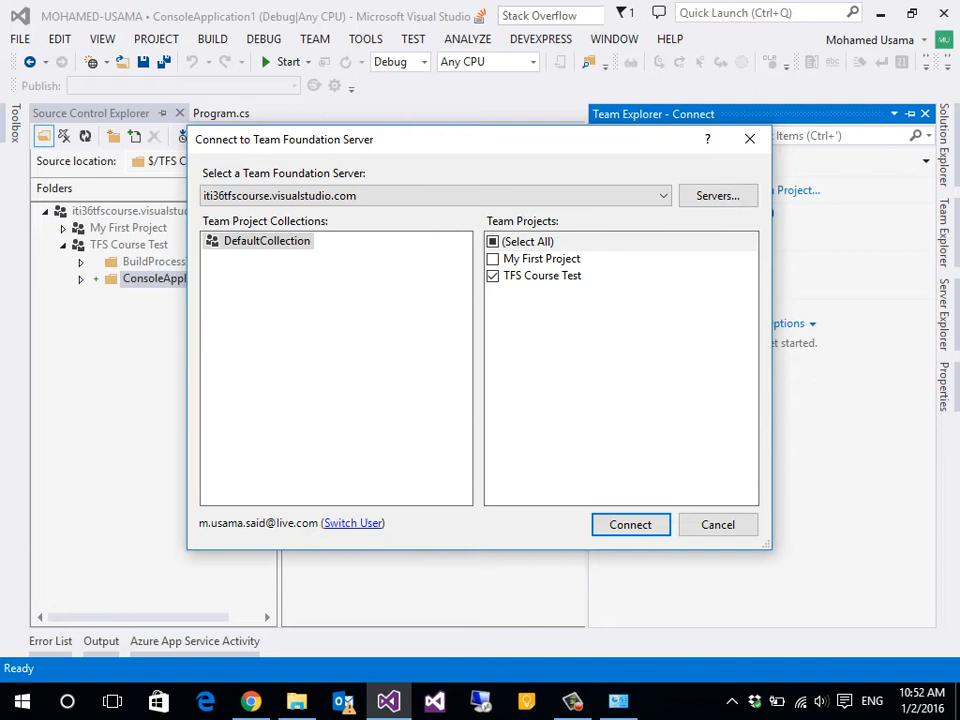 MOHAMED-USAMA - ConsoleApplication1 (Debug|Any CPU) - Microsoft Visual Studio
Stack Overflow
1
Quick Launch (Ctrl+Q)
FILE EDIT VIEW PROJECT BUILD DEBUG TEAM TOOLS TEST ANALYZE DEVEXPRESS WINDOW HELP
Mohamed Usama MU
Start Debug Any CPU
Publish:
Source Control Explorer Program.cs
Team Explorer - Connect
Toolbox
Connect to Team Foundation Server
?
Items (Ctrl+')
Source location: $/TFS C
Select a Team Foundation Server:
Folders
iti36tfscourse.visualstudio.com
Servers...
Project...
iti36tfscourse.visualstu
My First Project
TFS Course Test
BuildProcess
ConsoleAppl
Team Project Collections:
DefaultCollection
Team Projects:
(Select All)
My First Project
TFS Course Test
ptions
et started.
m.usama.said@live.com (Switch User)
Connect
Cancel
Solution Explorer
Team Explorer
Server Explorer
Properties
Error List Output Azure App Service Activity
Ready
ENG
10:52 AM
1/2/2016